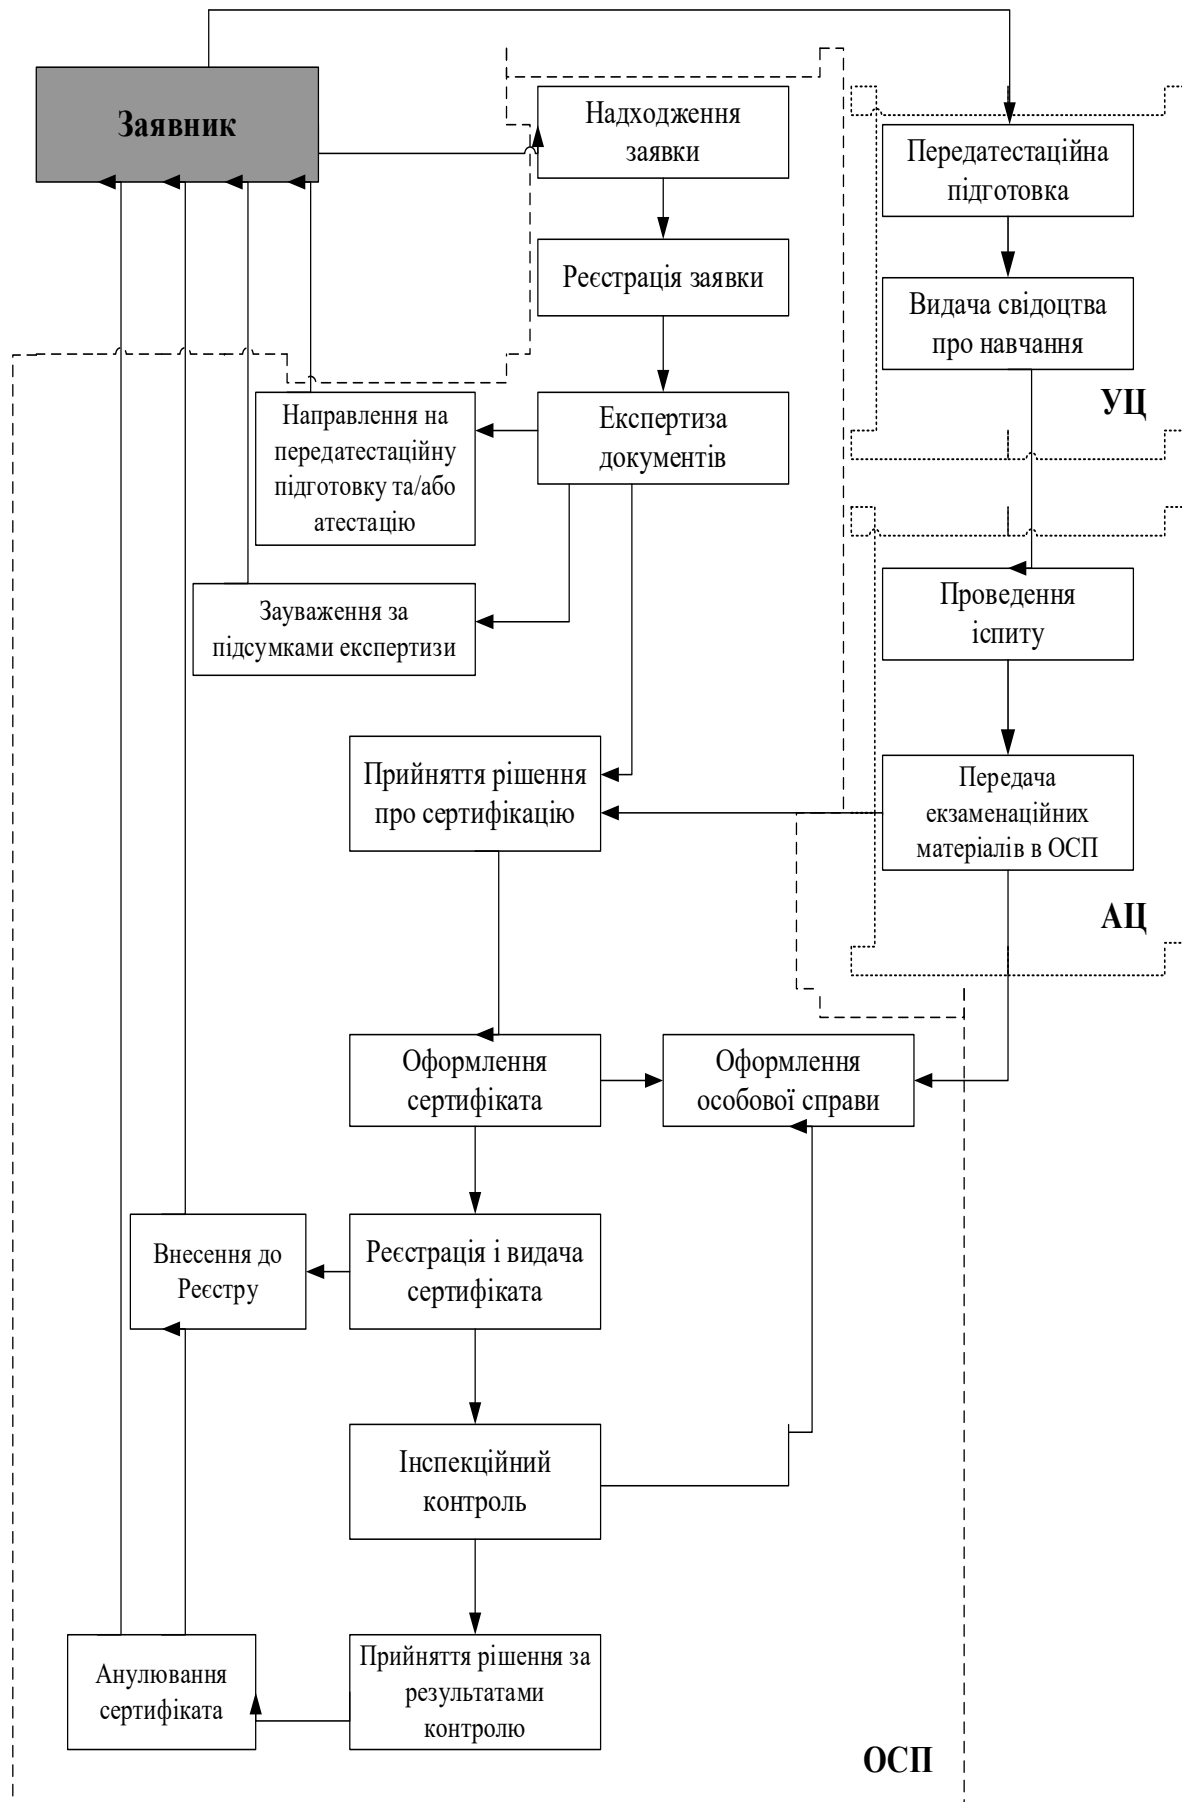 Заявник
Надходження
заявки
Передатестаційна
підготовка
Реєстрація заявки
Видача свідоцтва
про навчання
УЦ
Направлення на
передатестаційну
підготовку та/або
атестацію
Експертиза
документів
Зауваження за
підсумками експертизи
Проведення
іспиту
Прийняття рішення
про сертифікацію
Передача
екзаменаційних
матеріалів в ОСП
АЦ
Оформлення
сертифіката
Оформлення
особової справи
Внесення до
Реєстру
Реєстрація і видача
сертифіката
Інспекційний
контроль
Анулювання
сертифіката
Прийняття рішення за
результатами
контролю
ОСП